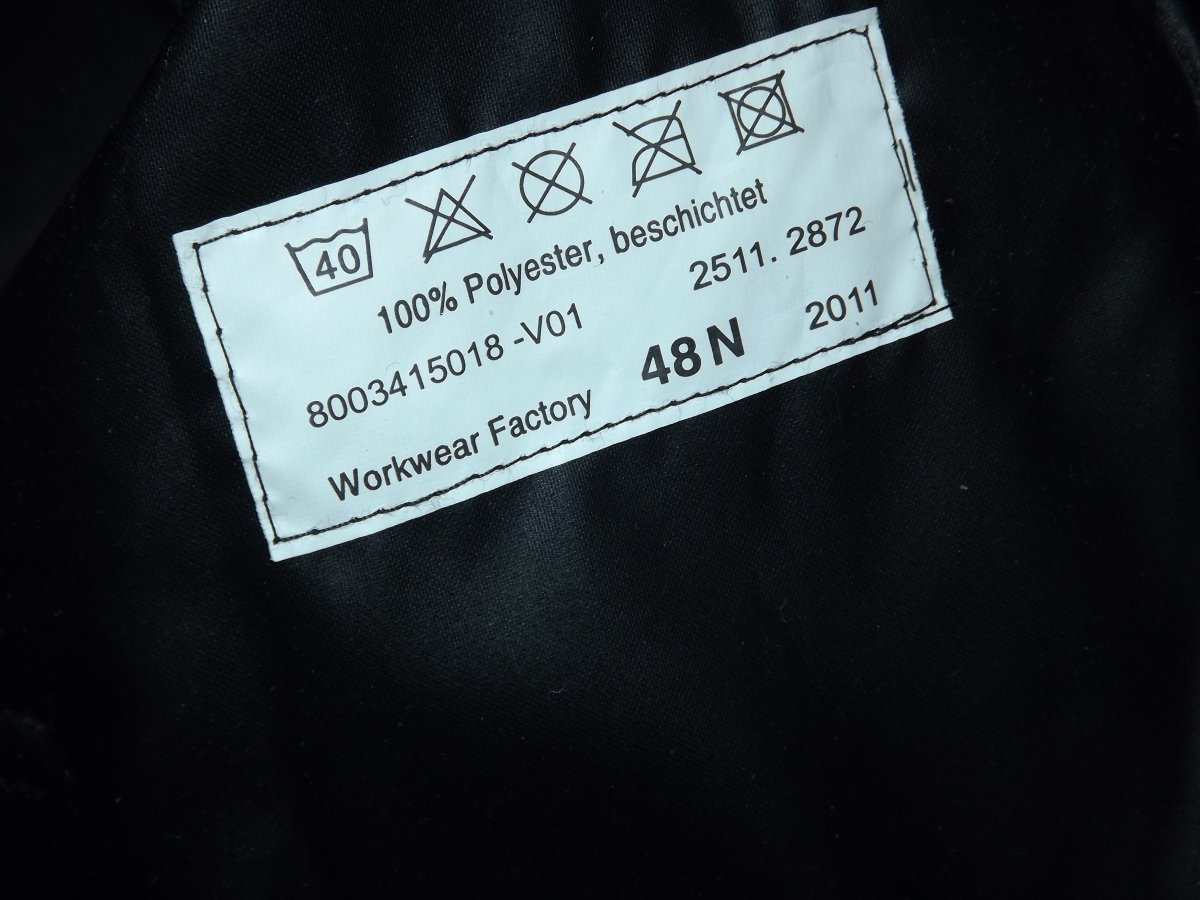 40
100% Polyester, beschichtet
8003415018 -V01 2511. 2872
Workwear Factory 48 N 2011